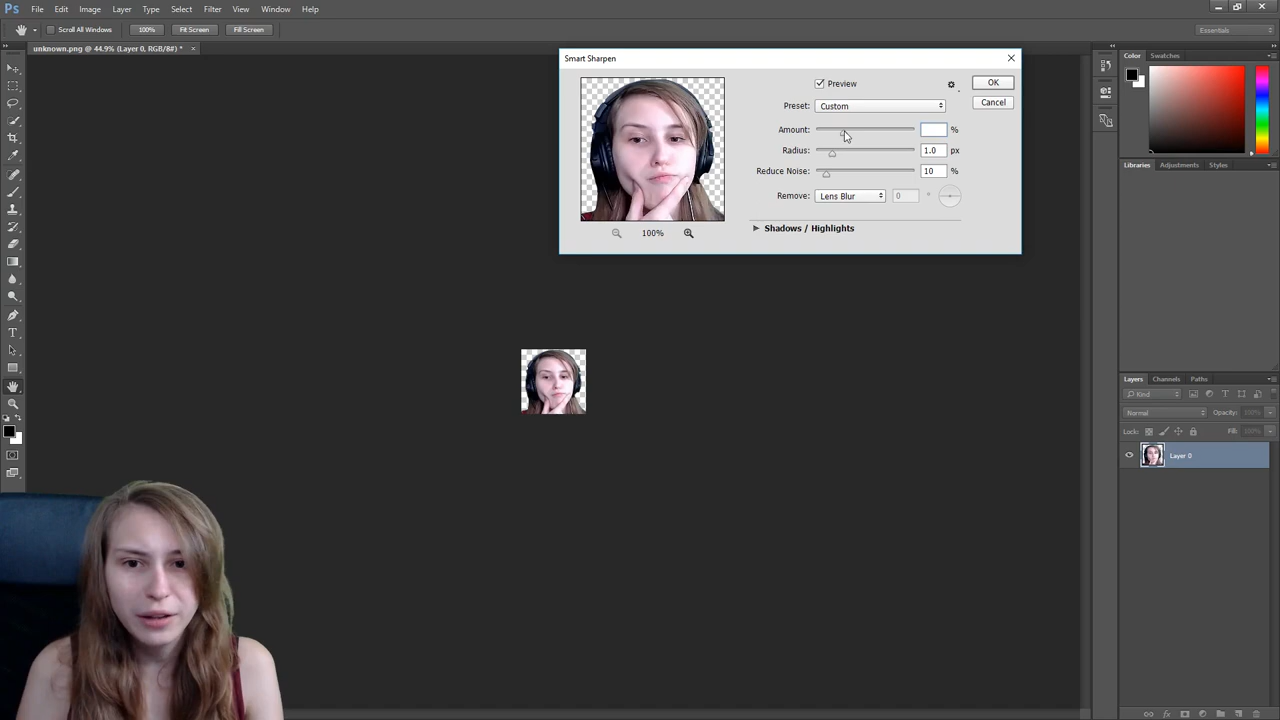 Ps File Edit Image Layer Type Select Filter View Window Help
Scroll All Windows 100% Fit Screen Fill Screen Essentials
unknown.png @ 44.9% (Layer 0, RGB/8#) * ×
Smart Sharpen
Preview
OK
Preset: Custom
Cancel
Amount: %
Radius: 1.0 px
Reduce Noise: 10 %
Remove: Lens Blur 0 °
100%
Shadows / Highlights
Color Swatches
Libraries Adjustments Styles
Layers Channels Paths
Kind
Normal Opacity: 100%
Lock: Fill: 100%
Layer 0